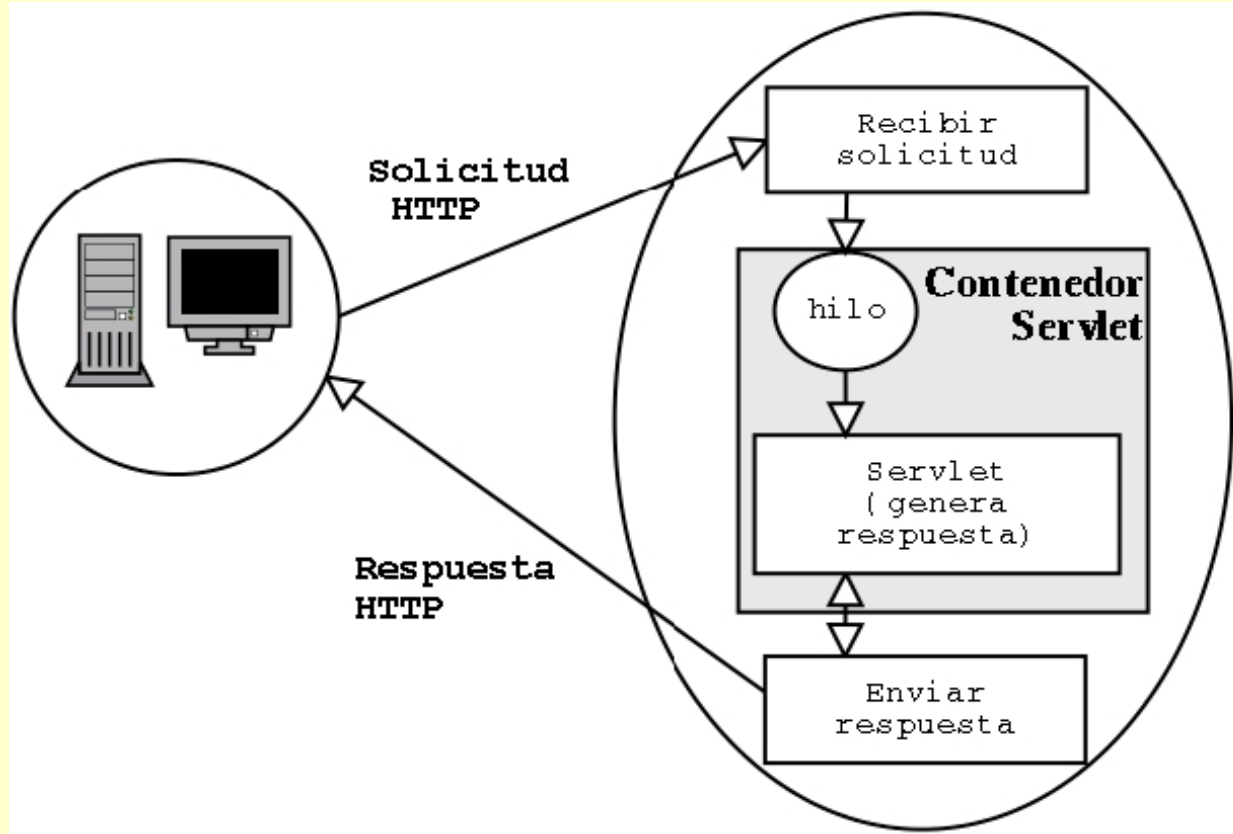 Solicitud
HTTP
Recibir
solicitud
hilo
Contenedor
Servlet
Servlet
(genera
respuesta)
Respuesta
HTTP
Enviar
respuesta